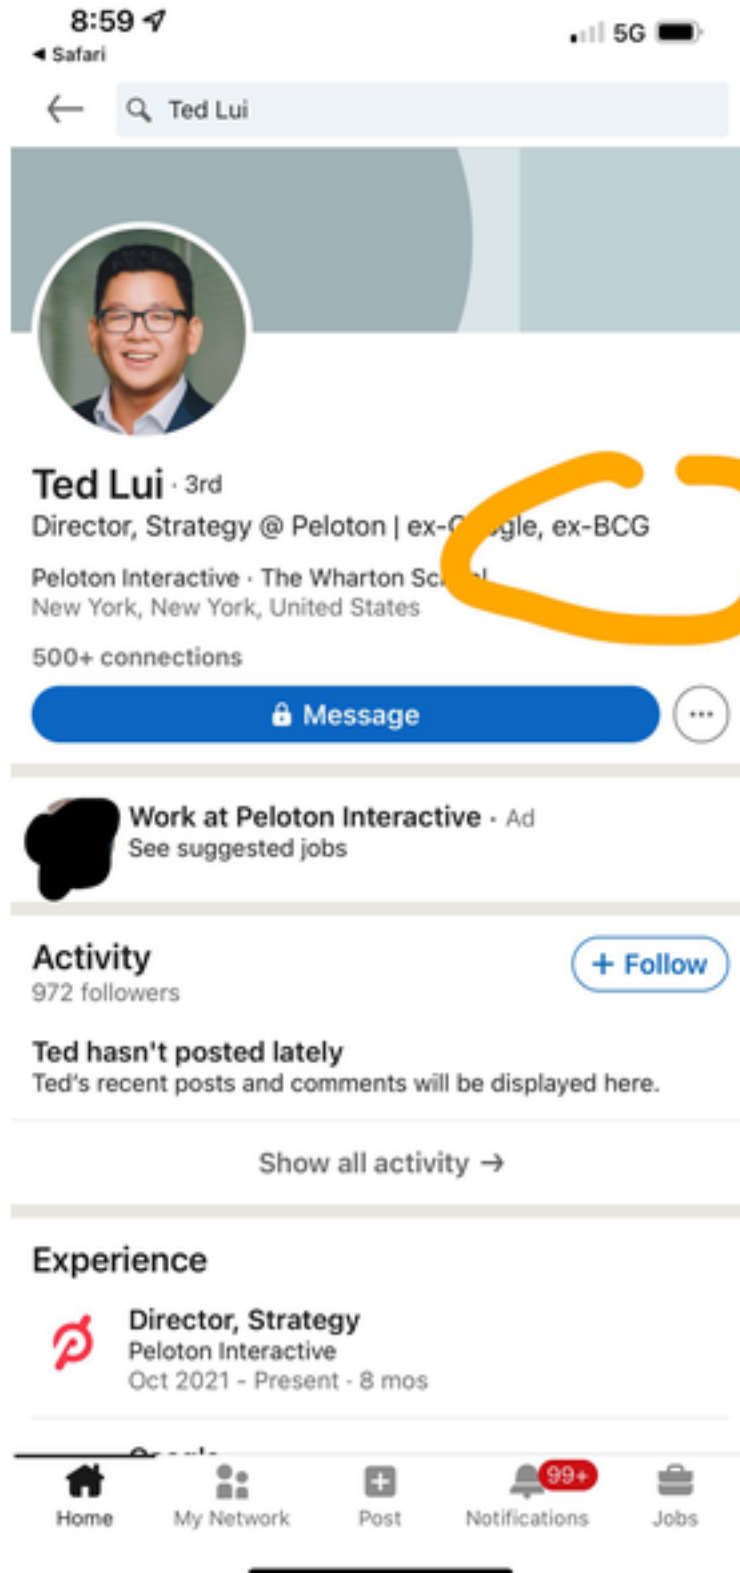 8:59
5G
◀ Safari
Ted Lui
Ted Lui · 3rd
Director, Strategy @ Peloton | ex- ex-BCG
Peloton Interactive · The Wharton
New York, New York, United States
500+ connections
Message
Work at Peloton Interactive · Ad
See suggested jobs
Activity
+ Follow
972 followers
Ted hasn't posted lately
Ted's recent posts and comments will be displayed here.
Show all activity →
Experience
Director, Strategy
Peloton Interactive
Oct 2021 - Present · 8 mos
99+
Home
My Network
Post
Notifications
Jobs